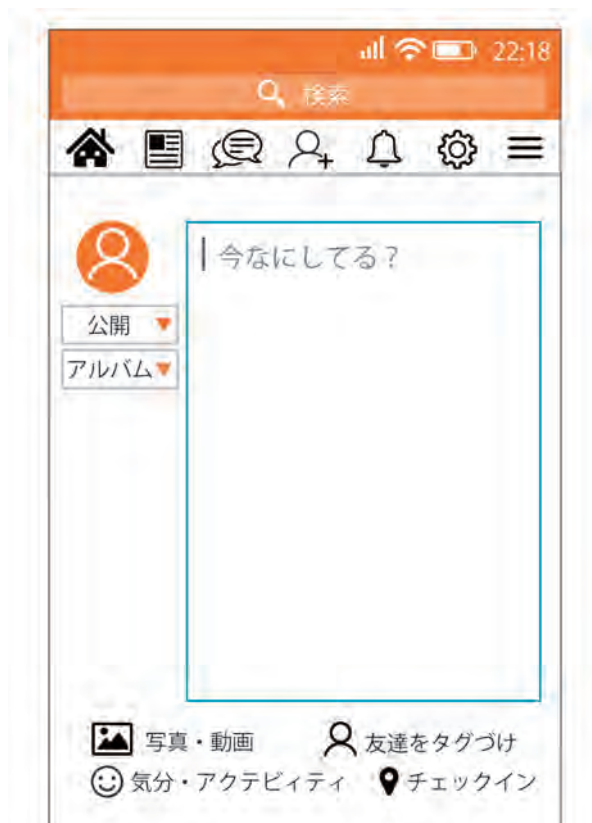 22:18
検索
今なにしてる？
公開
アルバム
写真・動画
友達をタグづけ
気分・アクテビィティ
チェックイン